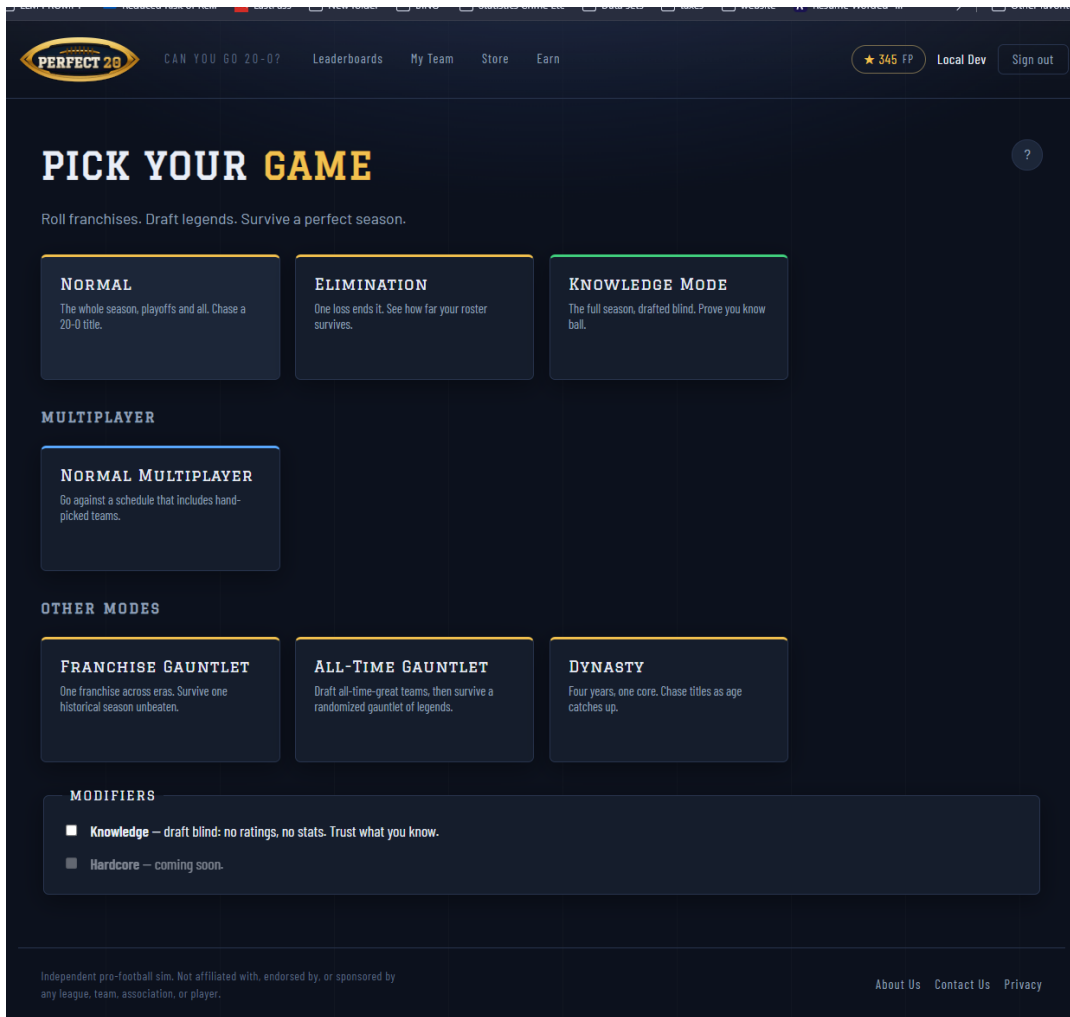 PERFECT 20
CAN YOU GO 20-0?
Leaderboards
My Team
Store
Earn
★ 345 FP
Local Dev
Sign out
PICK YOUR GAME
?
Roll franchises. Draft legends. Survive a perfect season.
NORMAL
The whole season, playoffs and all. Chase a
20-0 title.
ELIMINATION
One loss ends it. See how far your roster
survives.
KNOWLEDGE MODE
The full season, drafted blind. Prove you know
ball.
MULTIPLAYER
NORMAL MULTIPLAYER
Go against a schedule that includes hand-
picked teams.
OTHER MODES
FRANCHISE GAUNTLET
One franchise across eras. Survive one
historical season unbeaten.
ALL-TIME GAUNTLET
Draft all-time-great teams, then survive a
randomized gauntlet of legends.
DYNASTY
Four years, one core. Chase titles as age
catches up.
MODIFIERS
Knowledge — draft blind: no ratings, no stats. Trust what you know.
Hardcore — coming soon.
Independent pro-football sim. Not affiliated with, endorsed by, or sponsored by
any league, team, association, or player.
About Us
Contact Us
Privacy